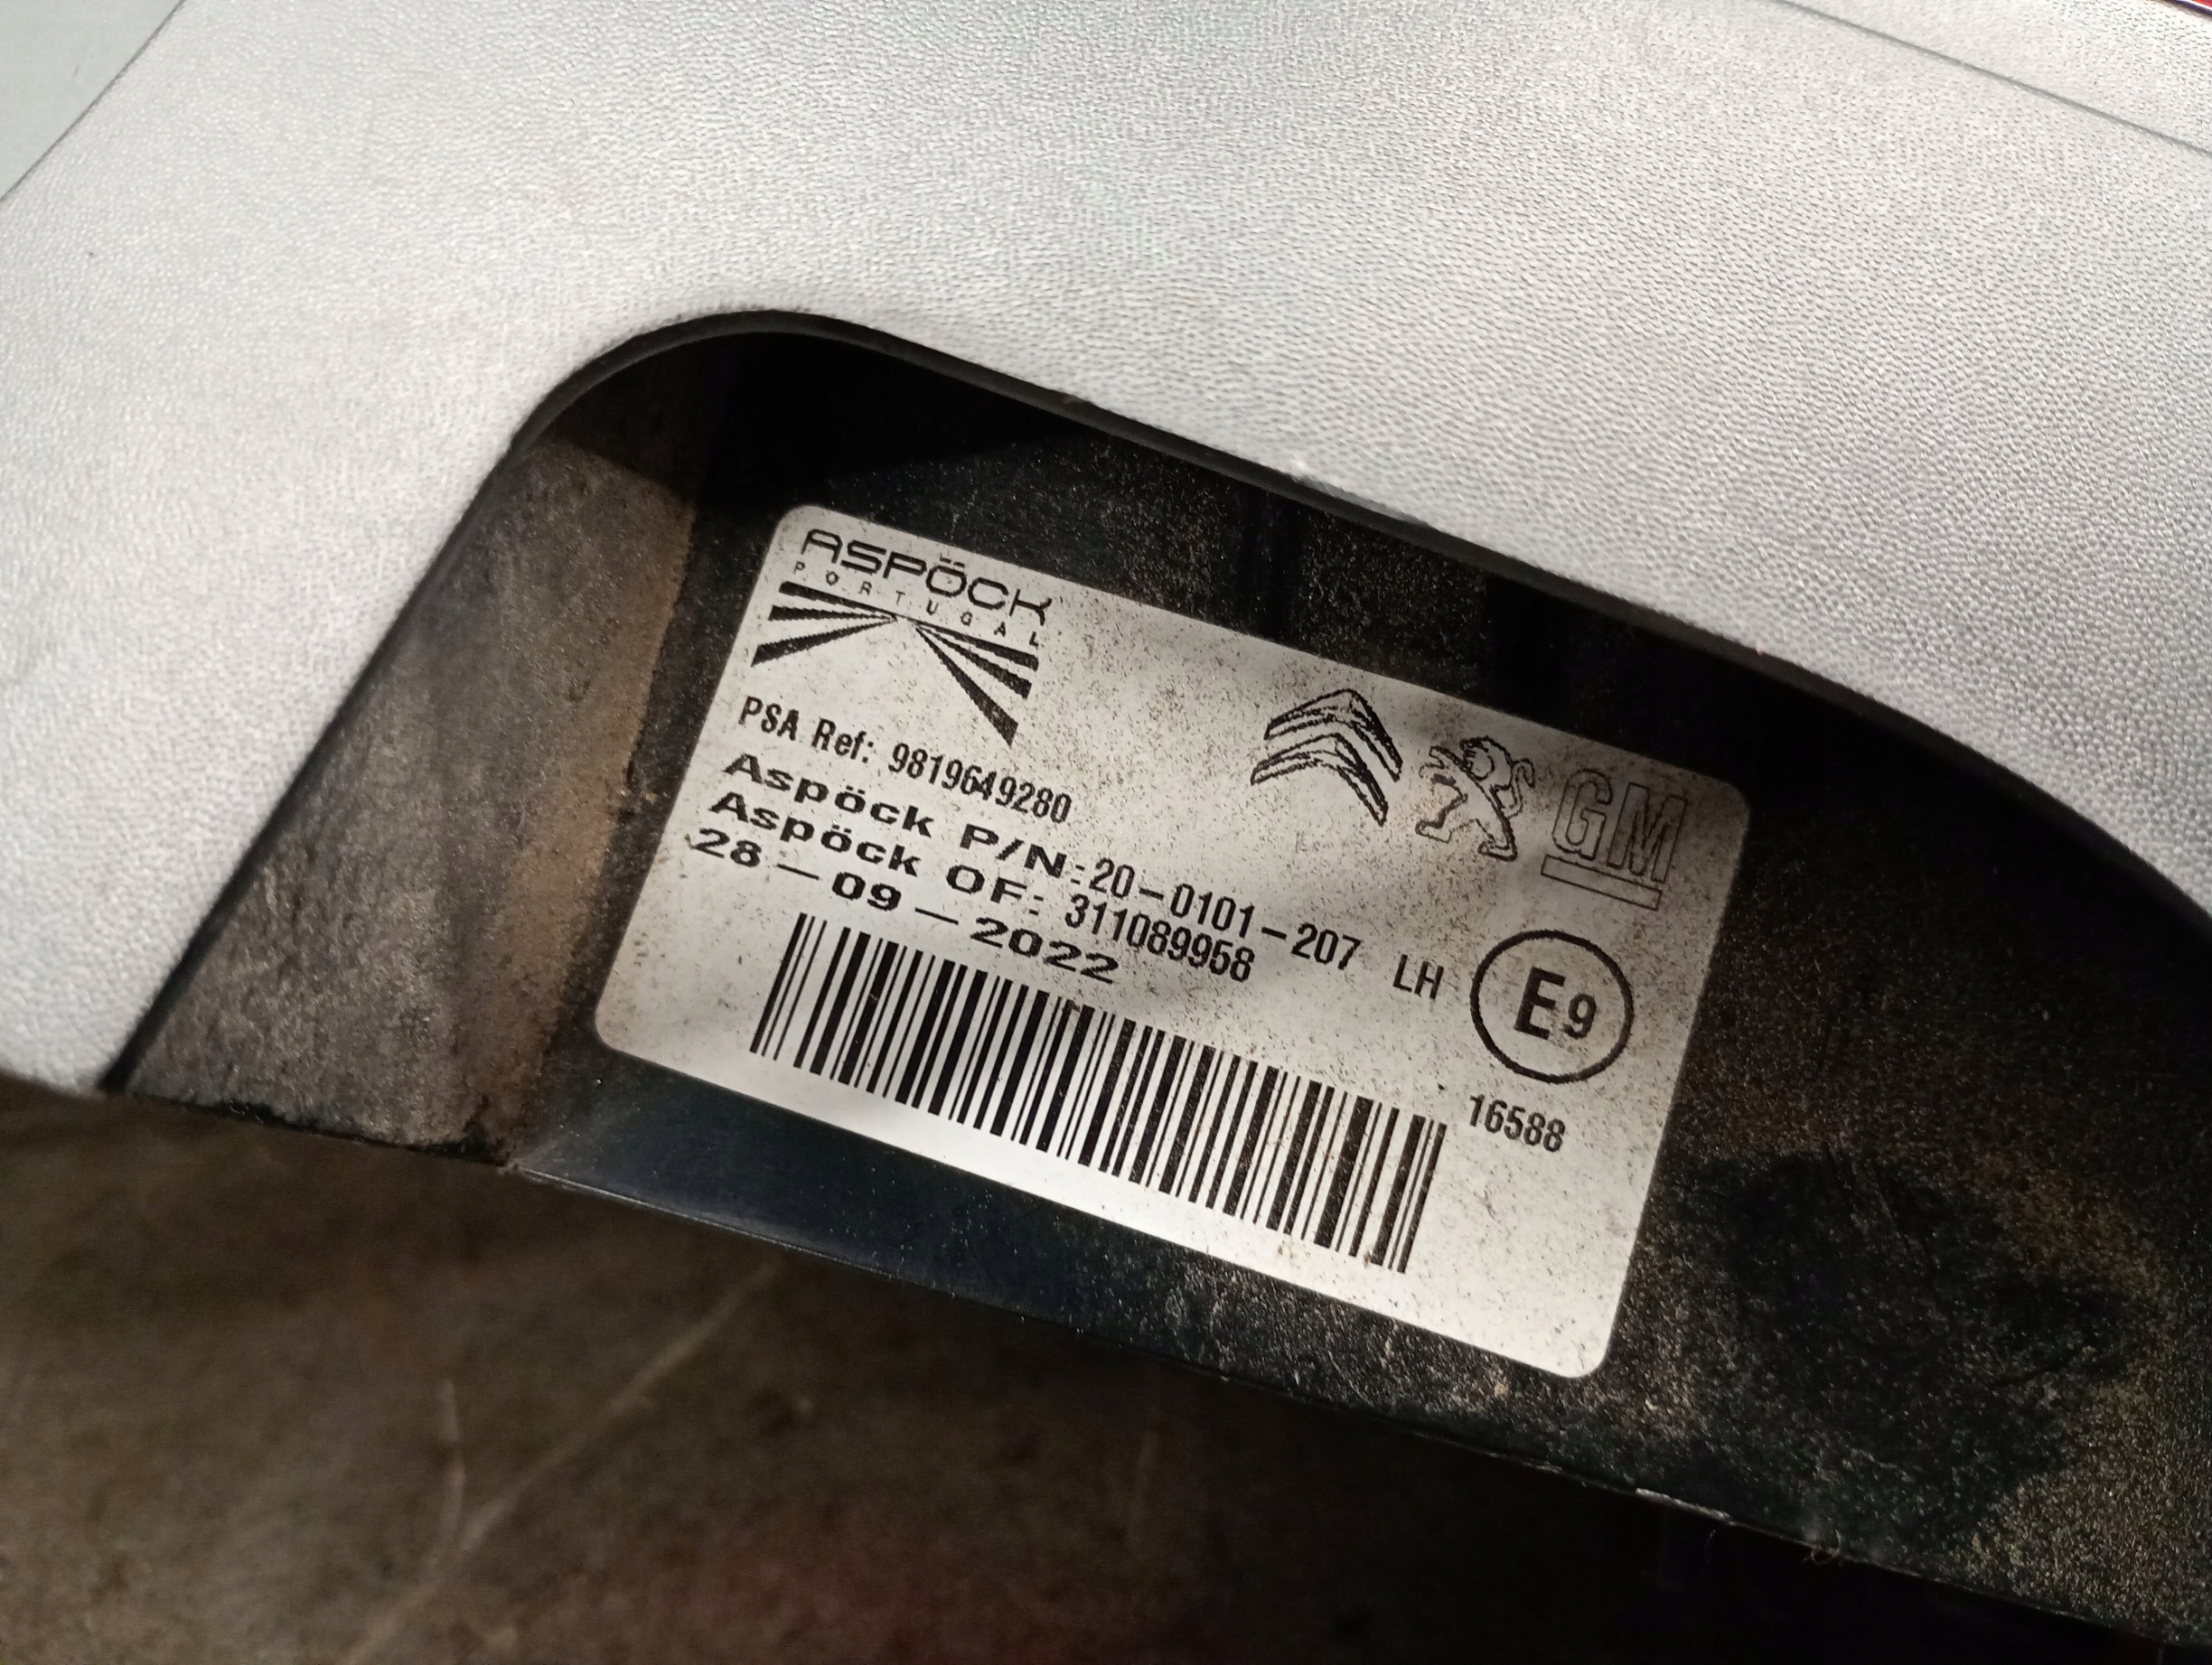 ASPÖCK
PORTUGAL
GM
PSA Ref: 9819649280
Aspöck P/N:20-0101-207 LH
Aspöck OF: 311089958
28-09-2022
E9
16588